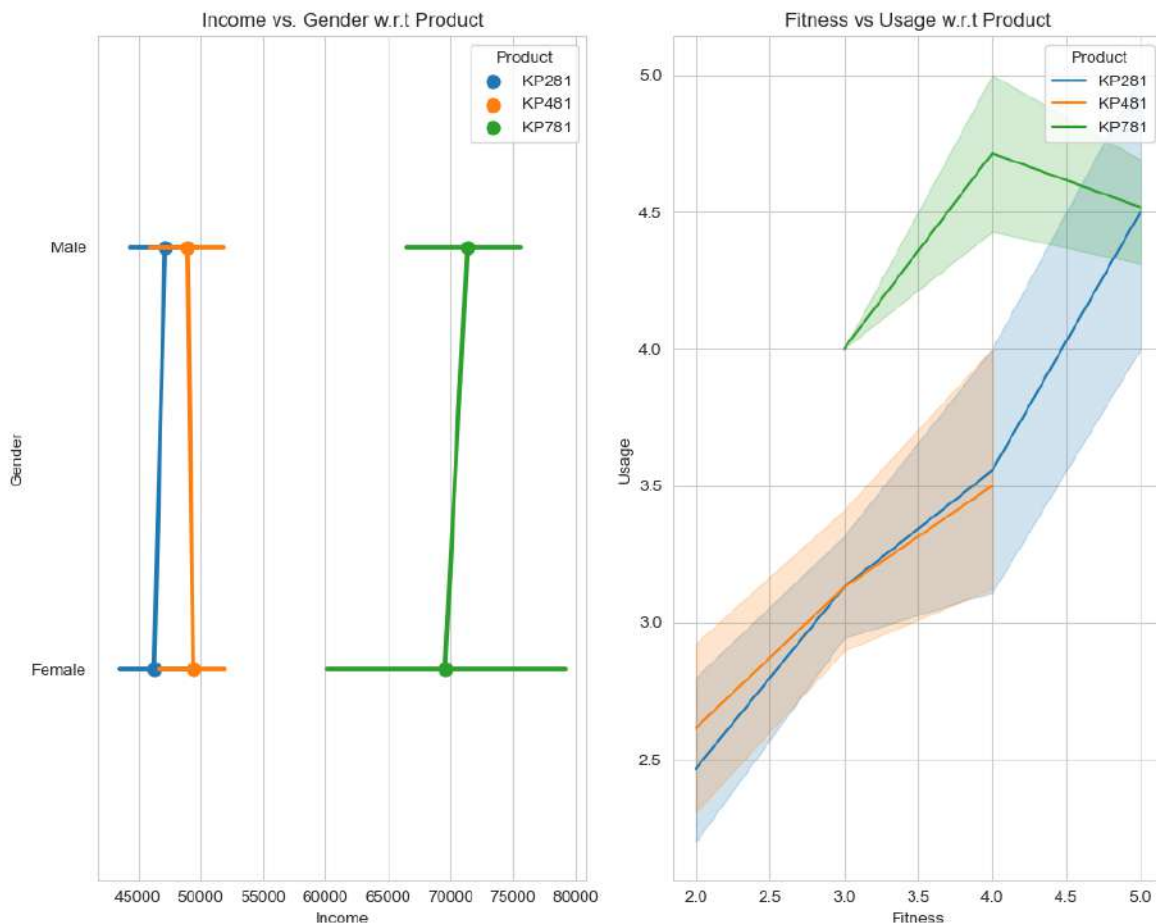 Income vs. Gender w.r.t Product
Product
KP281
KP481
KP781
Male
Female
Gender
45000 50000 55000 60000 65000 70000 75000 80000
Income
Fitness vs Usage w.r.t Product
Product
KP281
KP481
KP781
5.0
4.5
4.0
3.5
3.0
2.5
Usage
2.0 2.5 3.0 3.5 4.0 4.5 5.0
Fitness